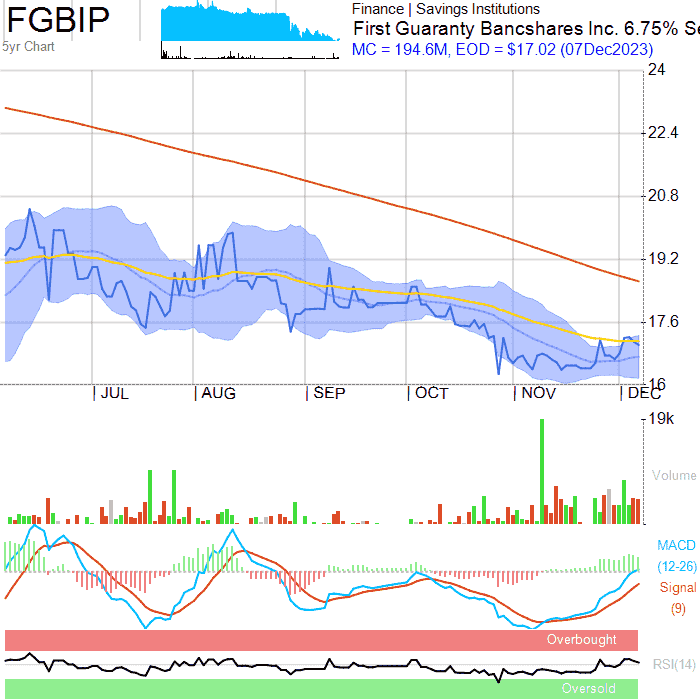 FGBIP
5yr Chart
Finance | Savings Institutions
First Guaranty Bancshares Inc. 6.75% Se
MC = 194.6M, EOD = $17.02 (07Dec2023)
24
22.4
20.8
19.2
17.6
16
JUL AUG SEP OCT NOV DEC
19k
Volume
MACD
(12-26)
Signal
(9)
Overbought
RSI(14)
Oversold